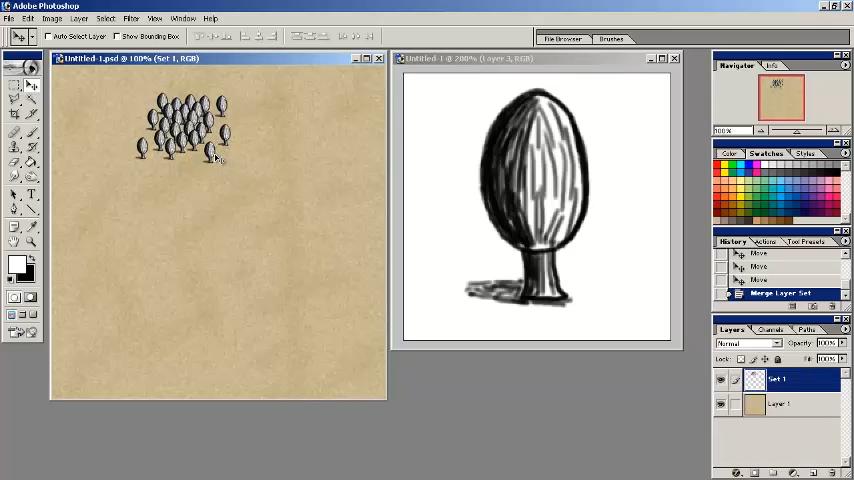 Adobe Photoshop
File Edit Image Layer Select Filter View Window Help
Auto Select Layer Show Bounding Box
File Browser Brushes
Untitled-1.psd @ 100% (Set 1, RGB)
Untitled-1 @ 200% (Layer 3, RGB)
Navigator Info
100%
Color Swatches Styles
History Actions Tool Presets
Move
Move
Move
Merge Layer Set
Layers Channels Paths
Normal Opacity: 100%
Lock: Fill: 100%
Set 1
Layer 1